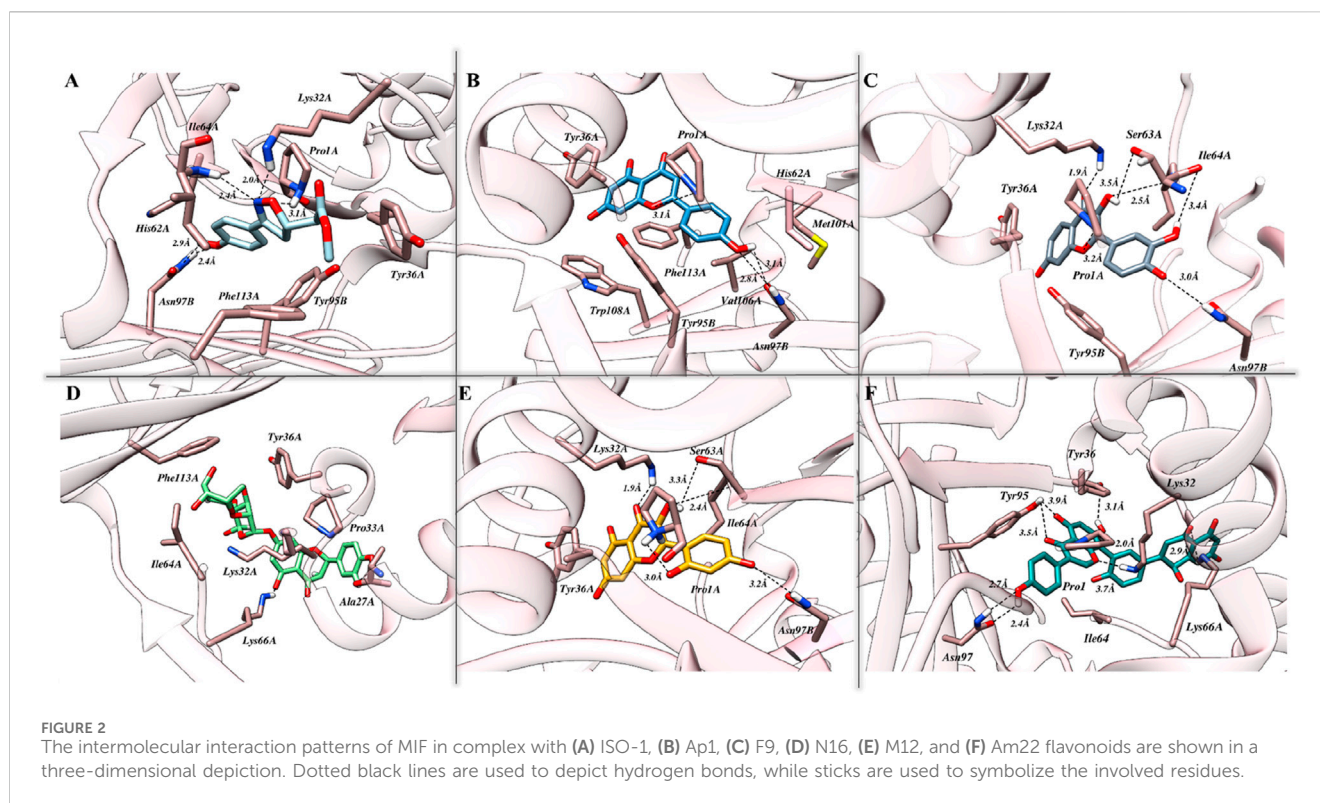 A
Lys32A
Ile64A
Pro1A
2.0Å
2.4Å
3.1Å
His62A
2.9Å
2.4Å
Tyr36A
Asn97B
Phe113A
Tyr95B
B
Tyr36A
Pro1A
His62A
3.1Å
Met101A
Phe113A
3.1Å
2.8Å
Val106A
Trp108A
Tyr95B
Asn97B
C
Lys32A
Ser63A
Ile64A
1.9Å
3.5Å
Tyr36A
2.5Å
3.4Å
3.2Å
Pro1A
3.0Å
Tyr95B
Asn97B
D
Tyr36A
Phe113A
Pro33A
Ile64A
Lys32A
Ala27A
Lys66A
E
Lys32A
Ser63A
3.3Å
1.9Å
2.4Å
Ile64A
Tyr36A
3.0Å
Pro1A
3.2Å
Asn97B
F
Tyr36
Lys32
Tyr95
3.9Å
3.1Å
3.5Å
2.0Å
2.9Å
2.7Å
Pro1
3.7Å
2.4Å
Ile64
Lys66A
Asn97
FIGURE 2
The intermolecular interaction patterns of MIF in complex with (A) ISO-1, (B) Ap1, (C) F9, (D) N16, (E) M12, and (F) Am22 flavonoids are shown in a
three-dimensional depiction. Dotted black lines are used to depict hydrogen bonds, while sticks are used to symbolize the involved residues.